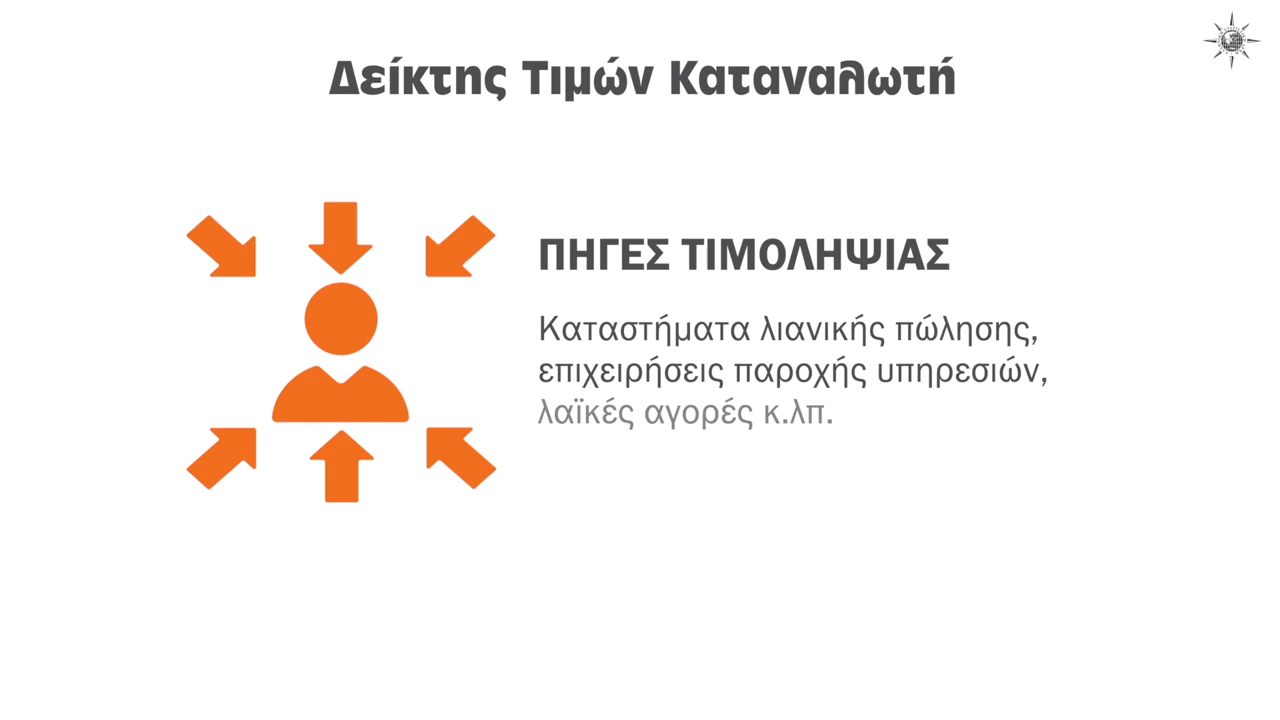 Δείκτης Τιμών Καταναλωτή
ΠΗΓΕΣ ΤΙΜΟΛΗΨΙΑΣ
Καταστήματα λιανικής πώλησης,
επιχειρήσεις παροχής υπηρεσιών,
λαϊκές αγορές κ.λπ.